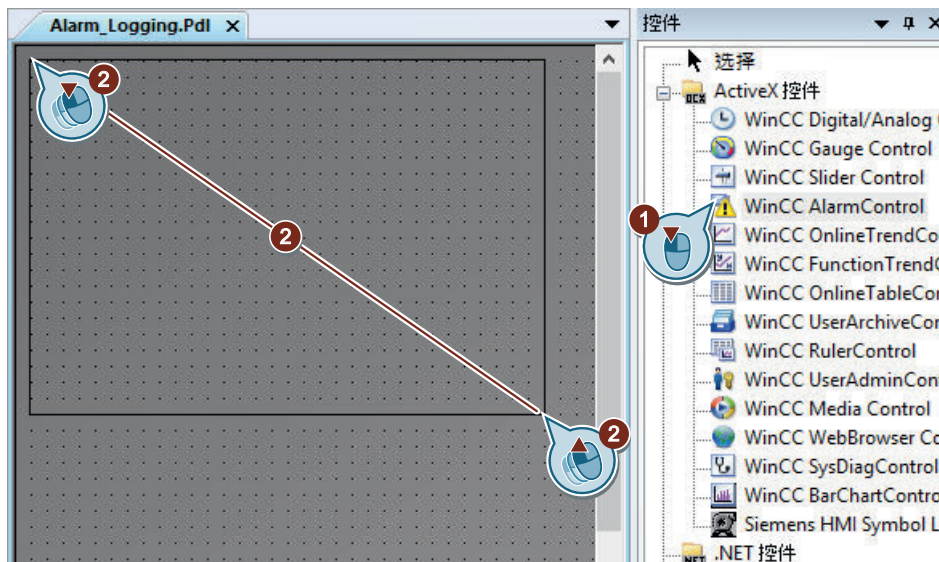 Alarm_Logging.Pdl
控件
选择
ActiveX 控件
WinCC Digital/Analog
WinCC Gauge Control
WinCC Slider Control
WinCC AlarmControl
WinCC OnlineTrendCo
WinCC FunctionTrend
WinCC OnlineTableCo
WinCC UserArchiveCo
WinCC RulerControl
WinCC UserAdminCon
WinCC Media Control
WinCC WebBrowser Co
WinCC SysDiagControl
WinCC BarChartContro
Siemens HMI Symbol L
.NET 控件
2
2
1
2